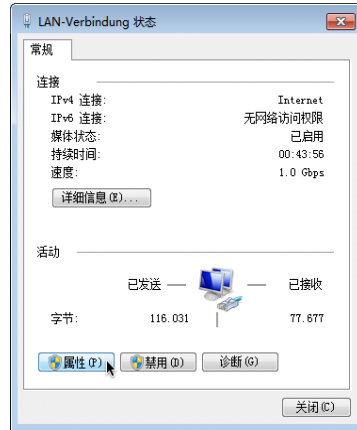 LAN-Verbindung 状态
常规
连接
IPv4 连接: Internet
IPv6 连接: 无网络访问权限
媒体状态: 已启用
持续时间: 00:43:56
速度: 1.0 Gbps
详细信息(E)...
活动
已发送 — — 已接收
字节: 116.031 | 77.677
属性(P) 禁用(D) 诊断(G)
关闭(C)